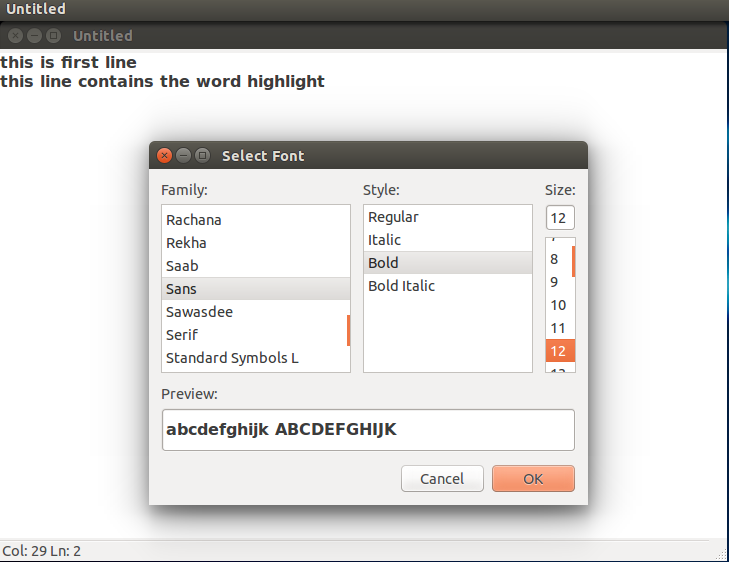 Untitled
Untitled
this is first line
this line contains the word highlight
Select Font
Family:
Style:
Size:
Rachana
Rekha
Saab
Sans
Sawasdee
Serif
Standard Symbols L
Regular
Italic
Bold
Bold Italic
12
7
8
9
10
11
12
13
Preview:
abcdefghijk ABCDEFGHIJK
Cancel
OK
Col: 29 Ln: 2